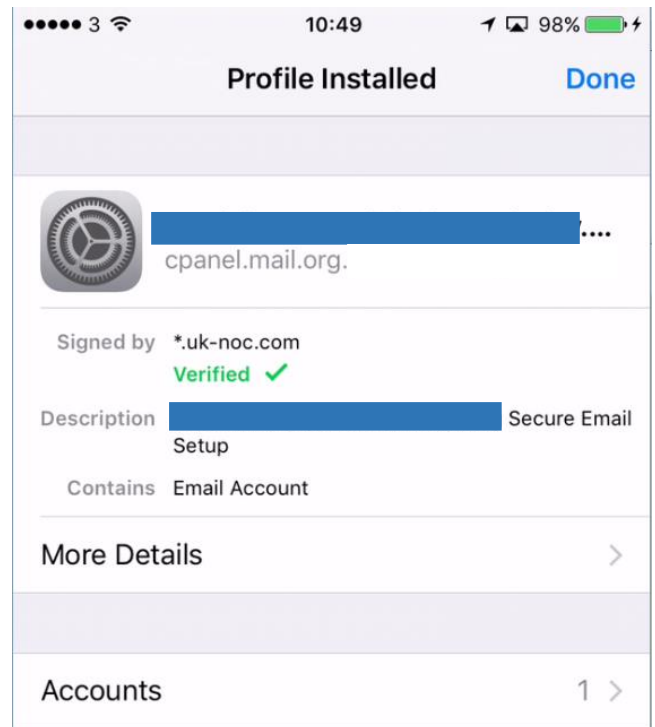 3 10:49 98%
Profile Installed Done
....
cpanel.mail.org.
Signed by *.uk-noc.com
Verified
Description Secure Email
Setup
Contains Email Account
More Details
Accounts 1